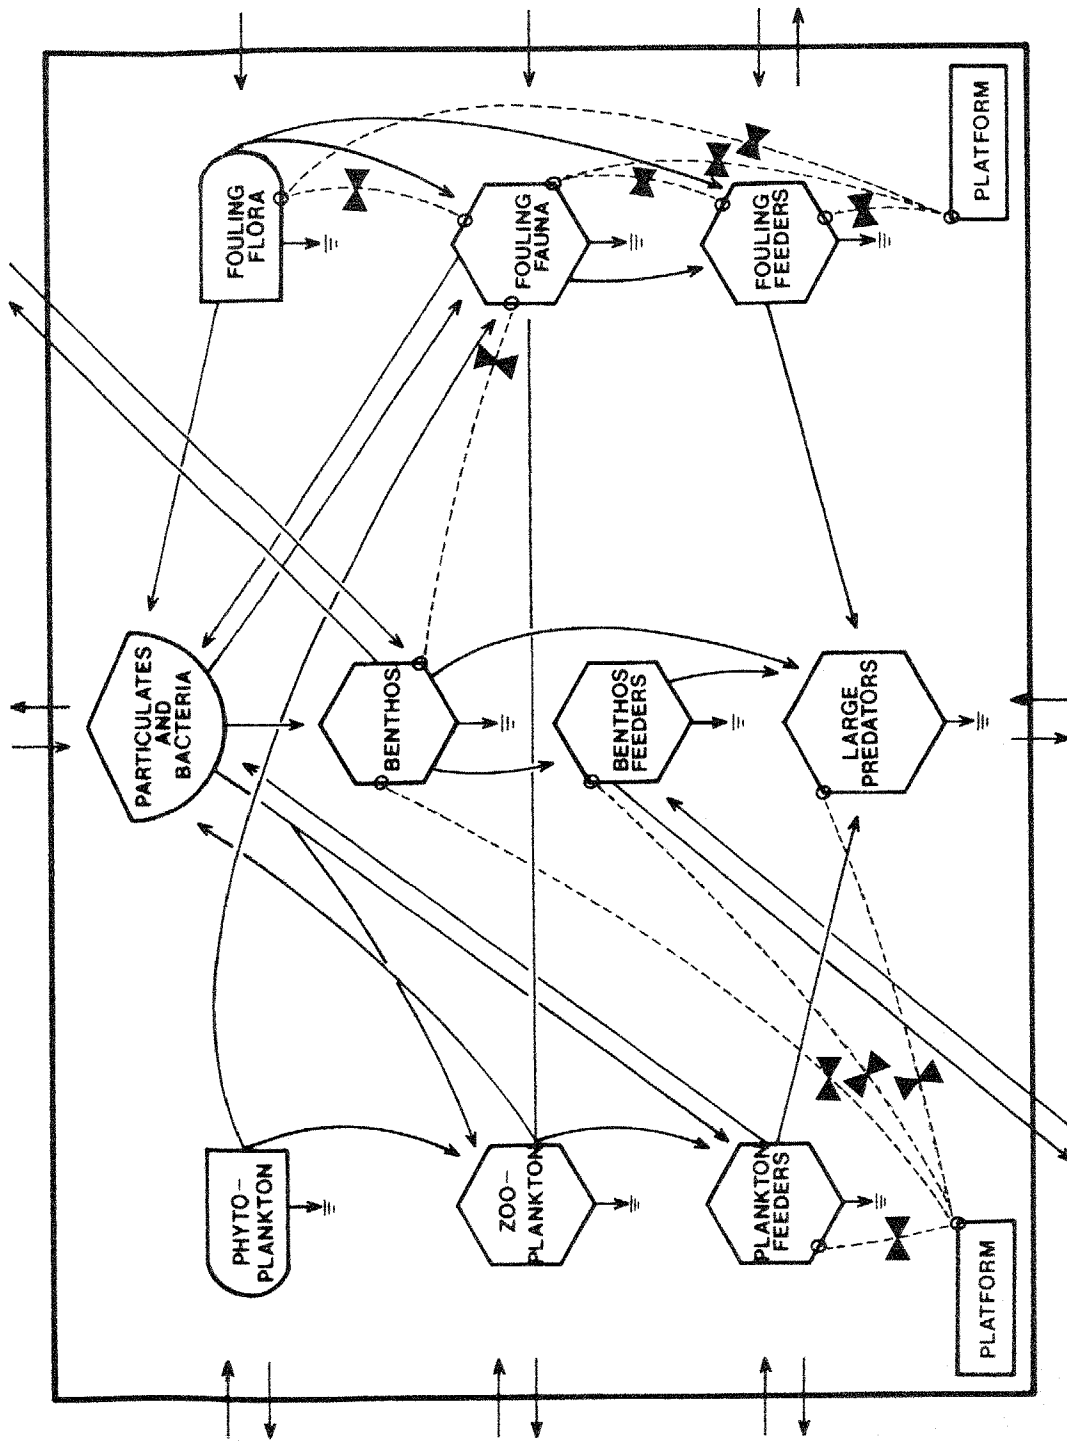 PARTICULATES
AND
BACTERIA
PHYTO-
PLANKTON
FOULING
FLORA
BENTHOS
ZOO-
PLANKTON
FOULING
FAUNA
BENTHOS
FEEDERS
PLANKTON
FEEDERS
FOULING
FEEDERS
LARGE
PREDATORS
PLATFORM
PLATFORM